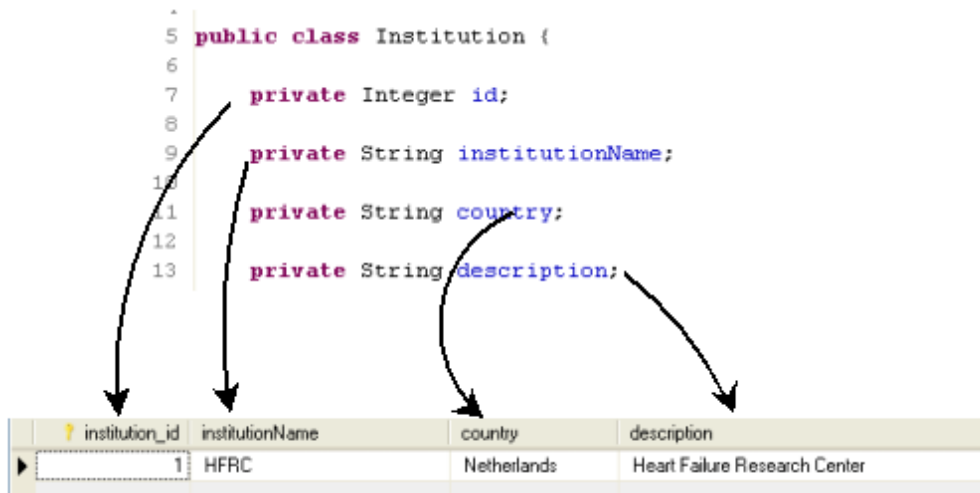 5 public class Institution {
6
7 private Integer id;
8
9 private String institutionName;
10
11 private String country;
12
13 private String description;
institution_id institutionName country description
1 HFRC Netherlands Heart Failure Research Center